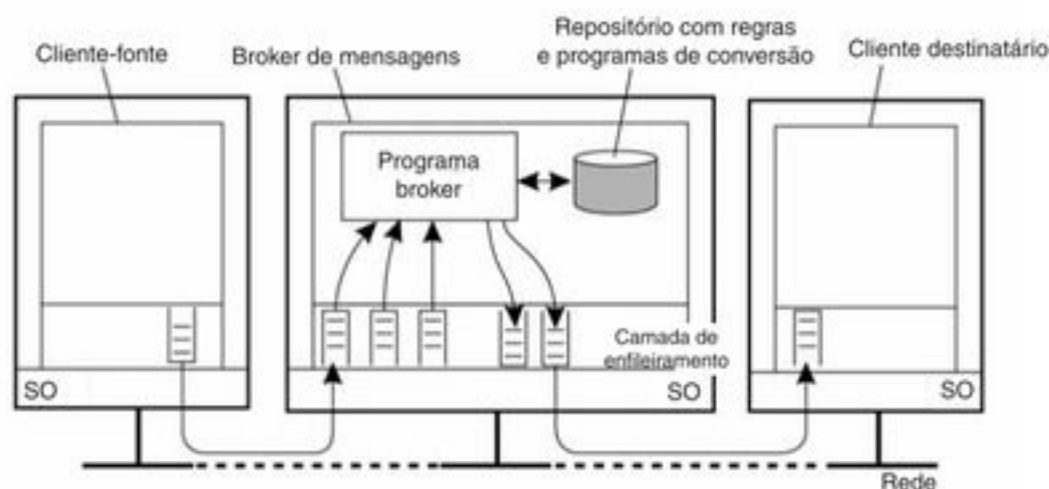 Repositório com regras
e programas de conversão
Cliente-fonte
Broker de mensagens
Cliente destinatário
Programa
broker
Camada de
enfileiramento
SO
SO
SO
Rede